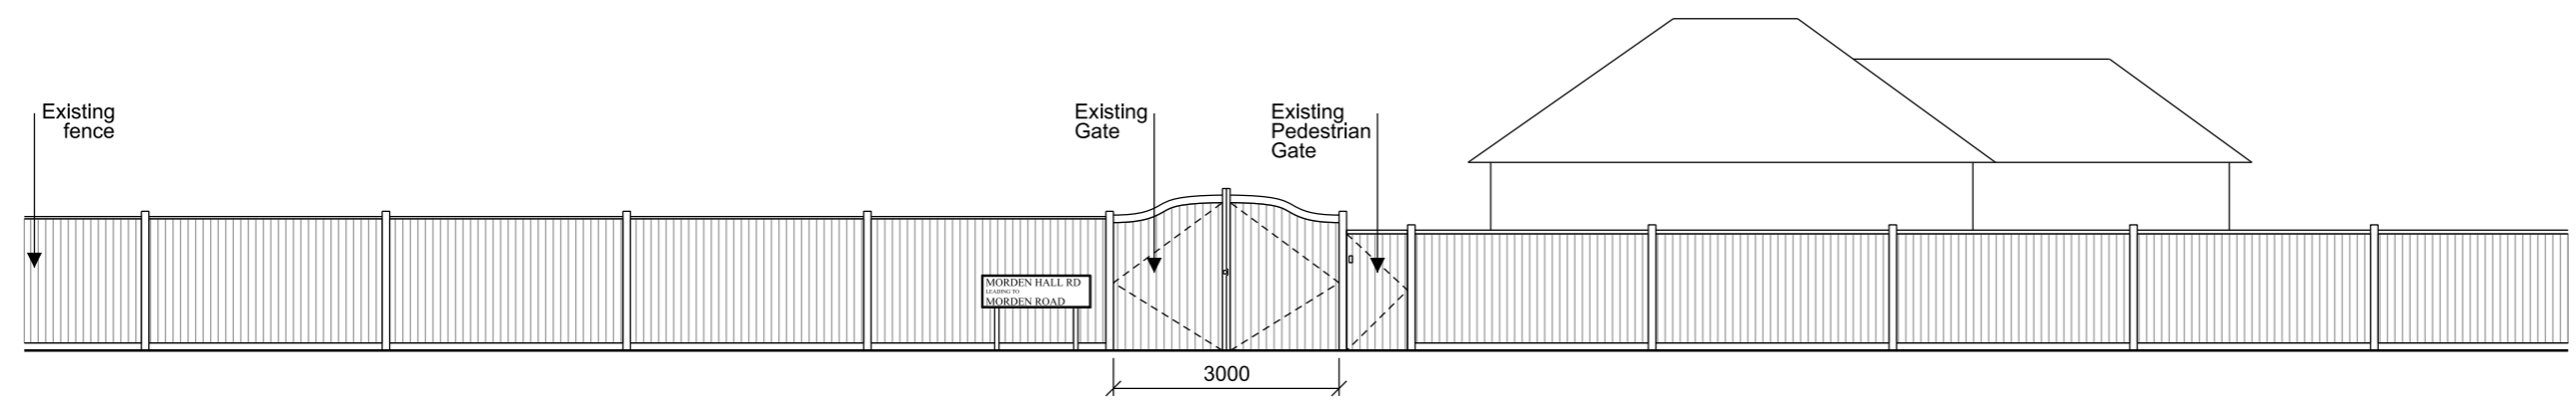 Existing
fence
Existing
Gate
Existing
Pedestrian
Gate
MORDEN HALL RD
LEADING TO
MORDEN ROAD
3000